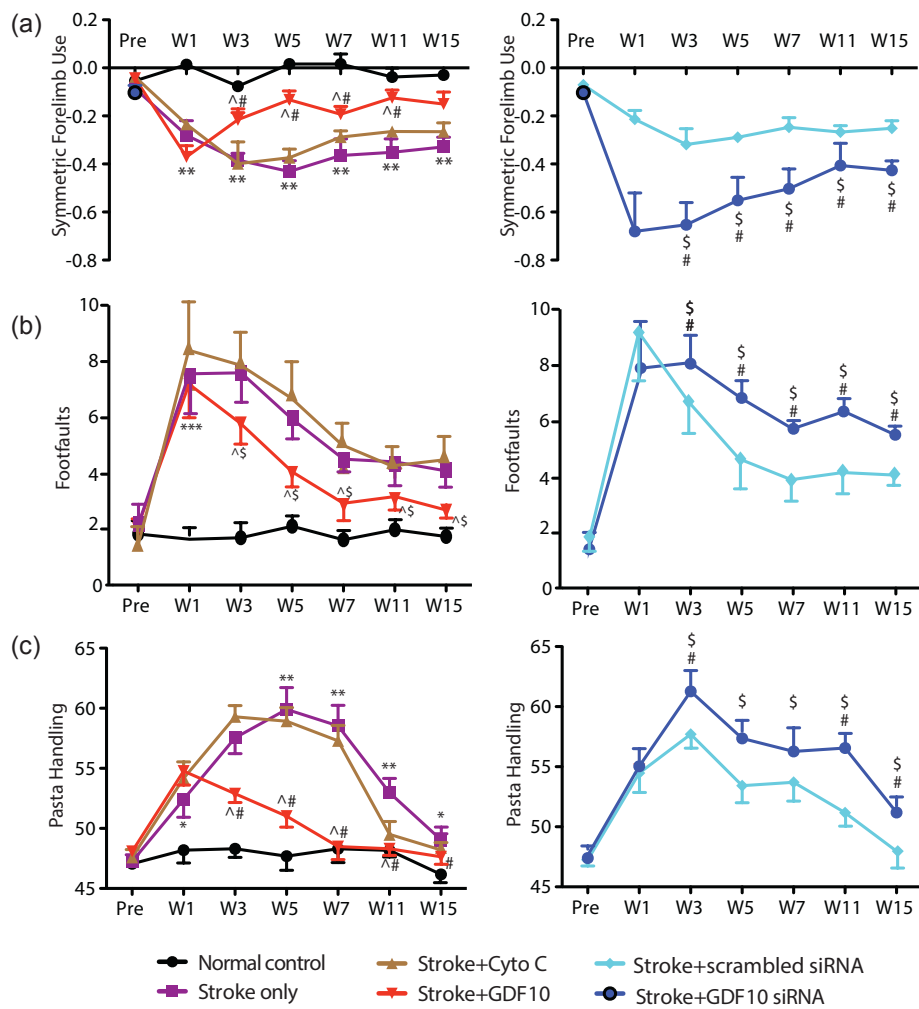 (a)
0.2
0.0
-0.2
-0.4
-0.6
-0.8
Symmetric Forelimb Use
Pre W1 W3 W5 W7 W11 W15
^# ^# ^# ^#
** ** ** ** ** **
0.2
0.0
-0.2
-0.4
-0.6
-0.8
Symmetric Forelimb Use
Pre W1 W3 W5 W7 W11 W15
$ $ $ $ $
# # # # #
(b)
10
8
6
4
2
0
Footfaults
*** ^$ ^$ ^$ ^$ ^$
Pre W1 W3 W5 W7 W11 W15
10
8
6
4
2
0
Footfaults
$ $ $ $ $
# # # # #
Pre W1 W3 W5 W7 W11 W15
(c)
65
60
55
50
45
Pasta Handling
* ** ** ** *
^# ^# ^# ^# #
Pre W1 W3 W5 W7 W11 W15
65
60
55
50
45
Pasta Handling
$ $ $ $ $
# # #
Pre W1 W3 W5 W7 W11 W15
Normal control Stroke+Cyto C Stroke+scrambled siRNA
Stroke only Stroke+GDF10 Stroke+GDF10 siRNA